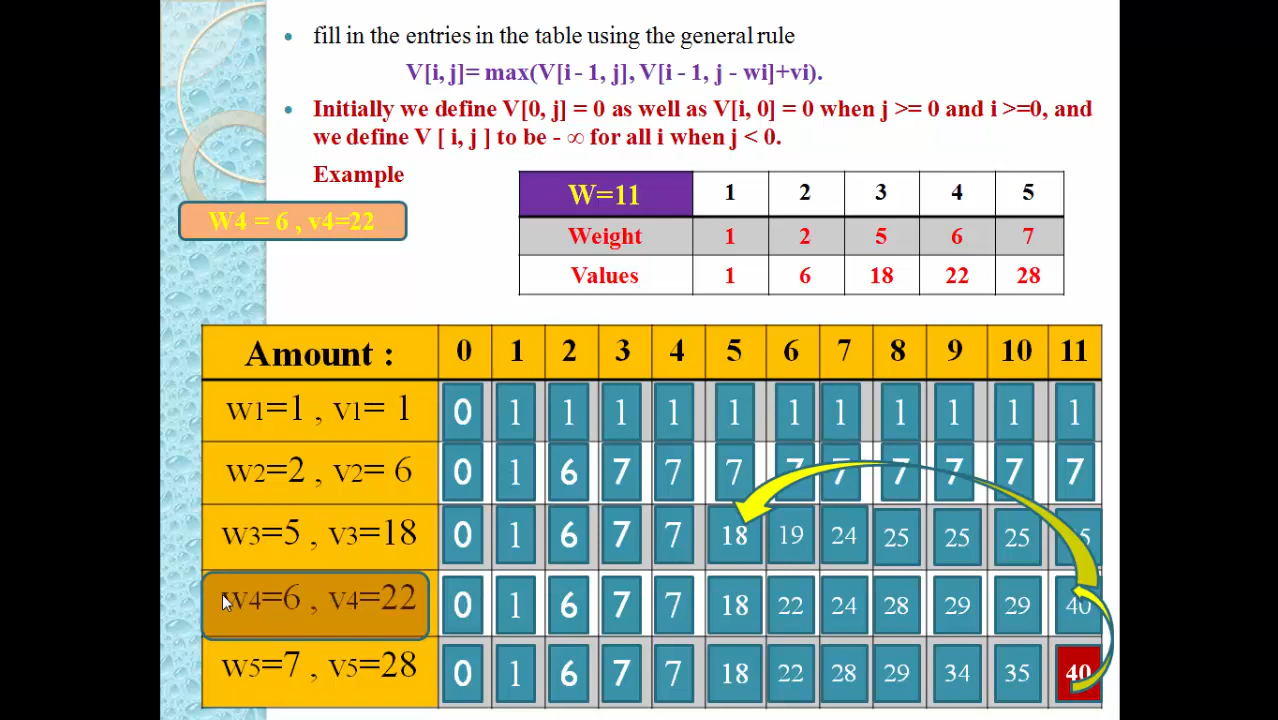 fill in the entries in the table using the general rule
V[i, j]= max(V[i - 1, j], V[i - 1, j - wi]+vi).
Initially we define V[0, j] = 0 as well as V[i, 0] = 0 when j >= 0 and i >=0, and
we define V [ i, j ] to be - ∞ for all i when j < 0.
Example
W4 = 6 , v4=22
W=11 1 2 3 4 5
Weight 1 2 5 6 7
Values 1 6 18 22 28
Amount : 0 1 2 3 4 5 6 7 8 9 10 11
w1=1 , v1= 1 0 1 1 1 1 1 1 1 1 1 1 1
w2=2 , v2= 6 0 1 6 7 7 7 7 7 7 7 7 7
w3=5 , v3=18 0 1 6 7 7 18 19 24 25 25 25 5
w4=6 , v4=22 0 1 6 7 7 18 22 24 28 29 29 40
w5=7 , v5=28 0 1 6 7 7 18 22 28 29 34 35 40